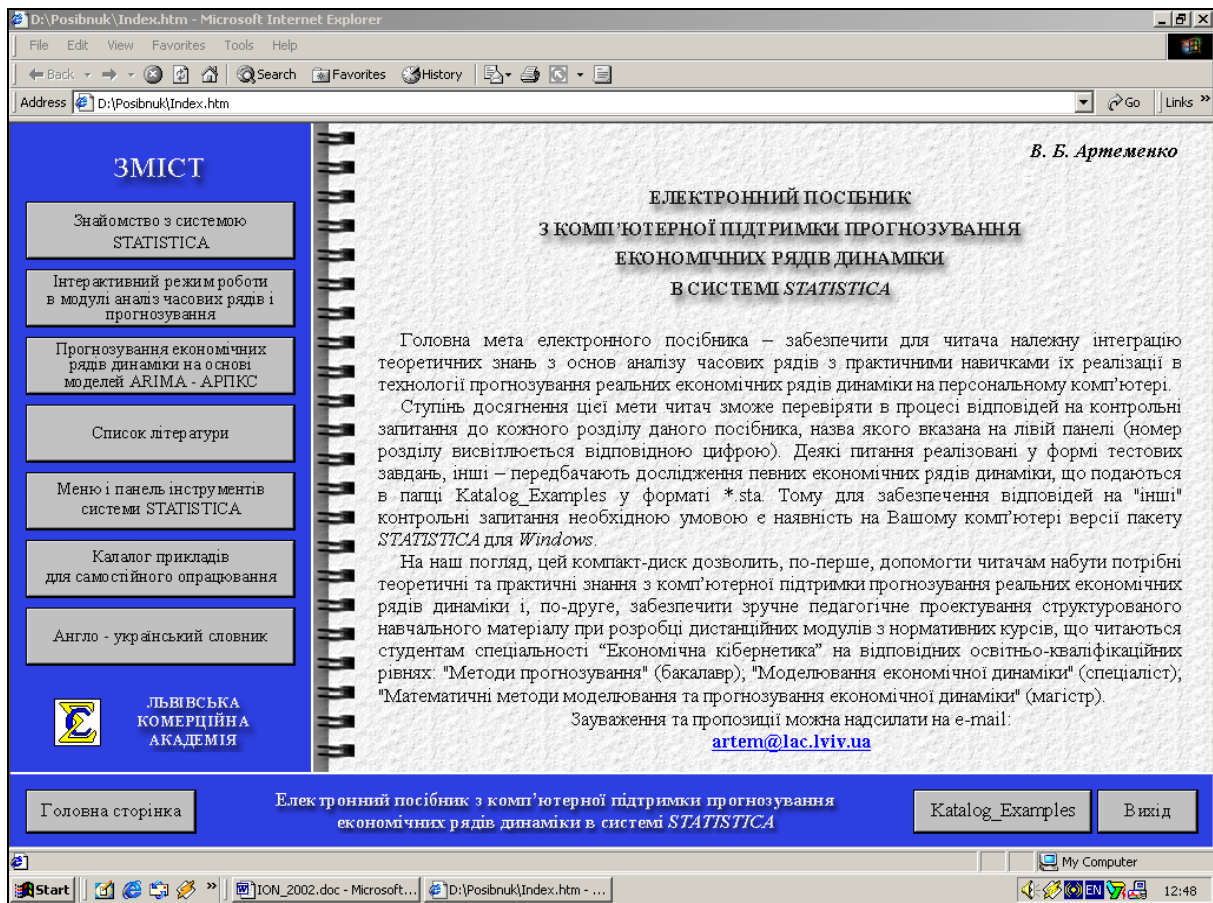 D:\Posibnuk\Index.htm - Microsoft Internet Explorer
File Edit View Favorites Tools Help
Back Search Favorites History
Address D:\Posibnuk\Index.htm Go Links »
ЗМІСТ
Знайомство з системою
STATISTICA
Інтерактивний режим роботи
в модулі аналіз часових рядів і
прогнозування
Прогнозування економічних
рядів динаміки на основі
моделей ARIMA - АРПКС
Список літератури
Меню і панель інструментів
системи STATISTICA
Каталог прикладів
для самостійного опрацювання
Англо - український словник
ЛЬВІВСЬКА
КОМЕРЦІЙНА
АКАДЕМІЯ
В. Б. Артеменко
ЕЛЕКТРОННИЙ ПОСІБНИК
З КОМП'ЮТЕРНОЇ ПІДТРИМКИ ПРОГНОЗУВАННЯ
ЕКОНОМІЧНИХ РЯДІВ ДИНАМІКИ
В СИСТЕМІ STATISTICA
Головна мета електронного посібника – забезпечити для читача належну інтеграцію
теоретичних знань з основ аналізу часових рядів з практичними навичками їх реалізації в
технології прогнозування реальних економічних рядів динаміки на персональному комп'ютері.
Ступінь досягнення цієї мети читач зможе перевіряти в процесі відповідей на контрольні
запитання до кожного розділу даного посібника, назва якого вказана на лівій панелі (номер
розділу висвітлюється відповідною цифрою). Деякі питання реалізовані у формі тестових
завдань, інші – передбачають дослідження певних економічних рядів динаміки, що подаються
в папці Katalog_Examples у форматі *.sta. Тому для забезпечення відповідей на "інші"
контрольні запитання необхідною умовою є наявність на Вашому комп'ютері версії пакету
STATISTICA для Windows.
На наш погляд, цей компакт-диск дозволить, по-перше, допомогти читачам набути потрібні
теоретичні та практичні знання з комп'ютерної підтримки прогнозування реальних економічних
рядів динаміки і, по-друге, забезпечити зручне педагогічне проектування структурованого
навчального матеріалу при розробці дистанційних модулів з нормативних курсів, що читаються
студентам спеціальності “Економічна кібернетика” на відповідних освітньо-кваліфікаційних
рівнях: "Методи прогнозування" (бакалавр); "Моделювання економічної динаміки" (спеціаліст);
"Математичні методи моделювання та прогнозування економічної динаміки" (магістр).
Зауваження та пропозиції можна надсилати на e-mail:
artem@lac.lviv.ua
Головна сторінка
Електронний посібник з комп'ютерної підтримки прогнозування
економічних рядів динаміки в системі STATISTICA
Katalog_Examples
Вихід
My Computer
Start » ION_2002.doc - Microsoft... D:\Posibnuk\Index.htm - ... EN 12:48